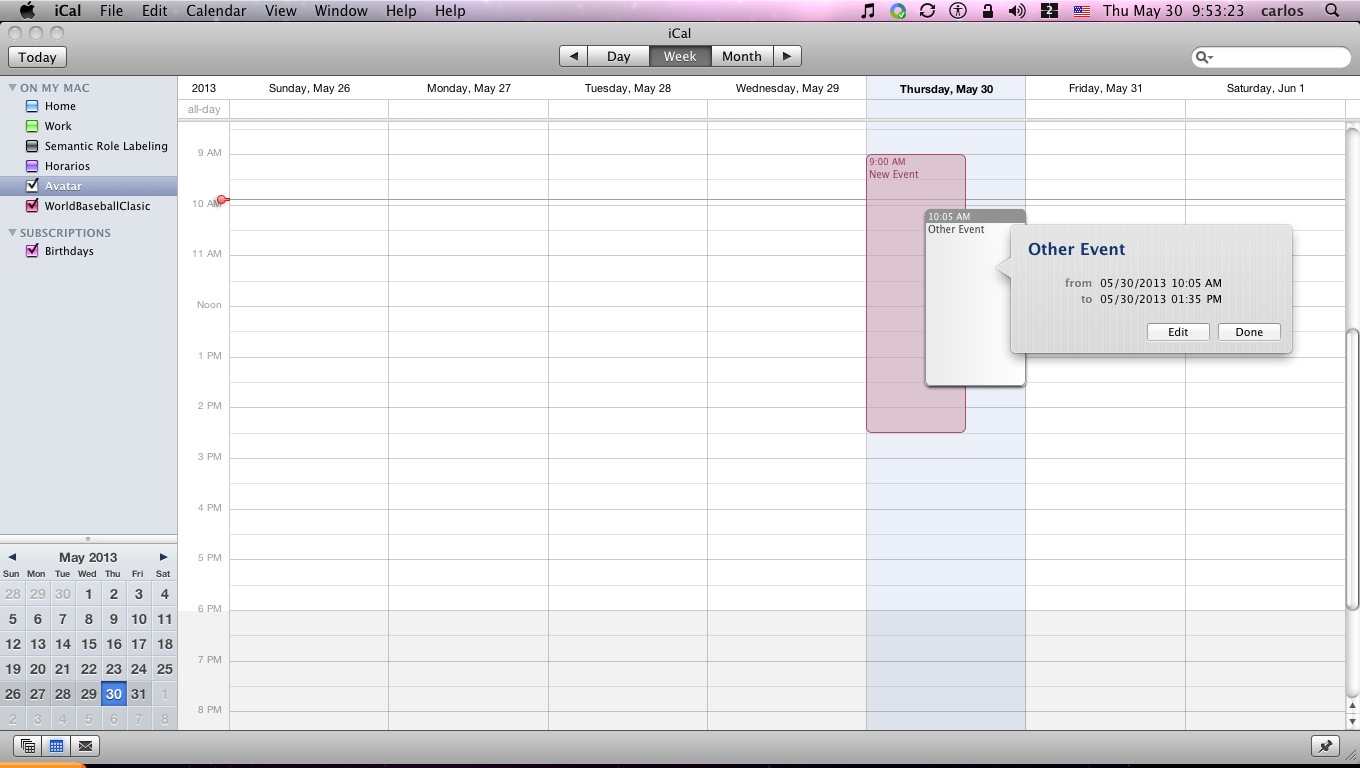 iCal File Edit Calendar View Window Help Help 2 Thu May 30 9:53:23 carlos
iCal
Today Day Week Month
ON MY MAC
Home
Work
Semantic Role Labeling
Horarios
Avatar
WorldBaseballClasic
SUBSCRIPTIONS
Birthdays
2013 Sunday, May 26 Monday, May 27 Tuesday, May 28 Wednesday, May 29 Thursday, May 30 Friday, May 31 Saturday, Jun 1
all-day
9 AM
10 AM
11 AM
Noon
1 PM
2 PM
3 PM
4 PM
5 PM
6 PM
7 PM
8 PM
9:00 AM
New Event
10:05 AM
Other Event
Other Event
from 05/30/2013 10:05 AM
to 05/30/2013 01:35 PM
Edit Done
May 2013
Sun Mon Tue Wed Thu Fri Sat
28 29 30 1 2 3 4
5 6 7 8 9 10 11
12 13 14 15 16 17 18
19 20 21 22 23 24 25
26 27 28 29 30 31 1
2 3 4 5 6 7 8